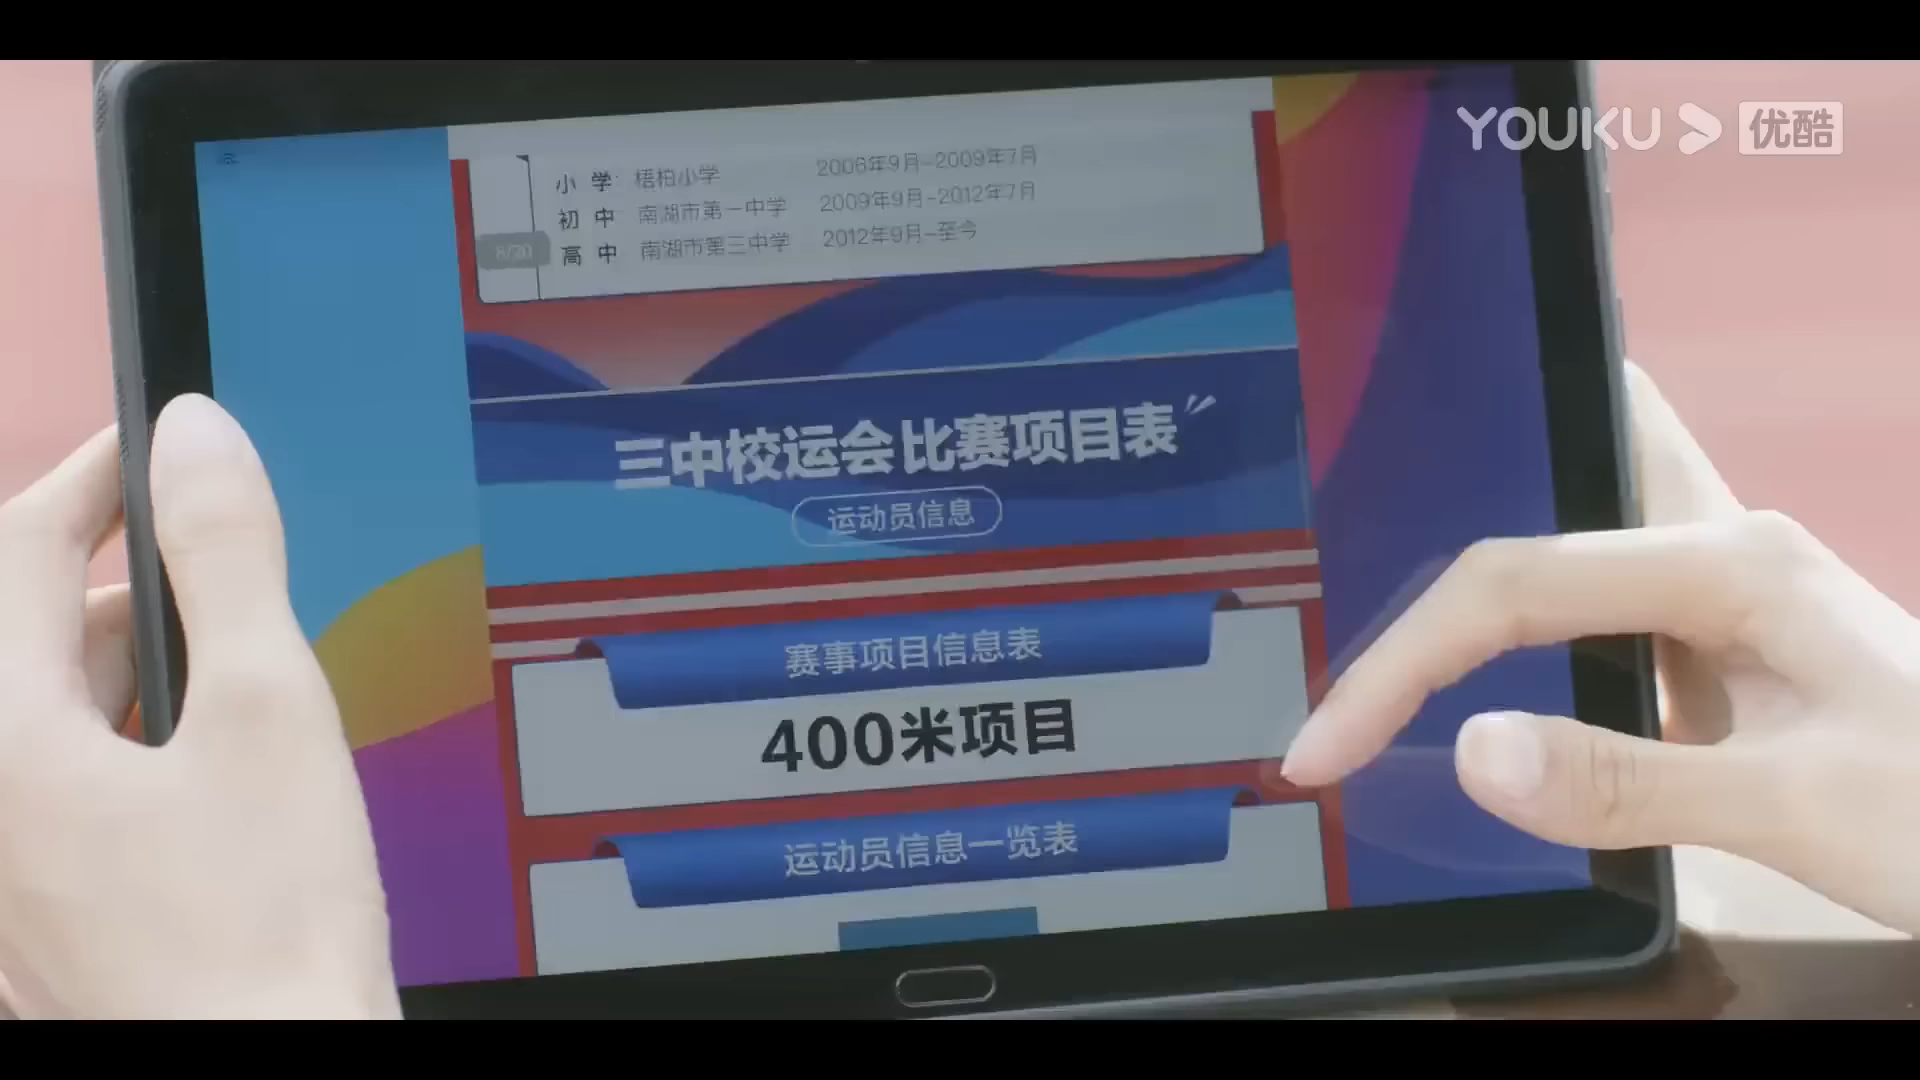 YOUKU 优酷
小学 梧柏小学 2006年9月-2009年7月
初中 南湖市第一中学 2009年9月-2012年7月
8/20
高中 南湖市第三中学 2012年9月-至今
三中校运会比赛项目表
运动员信息
赛事项目信息表
400米项目
运动员信息一览表